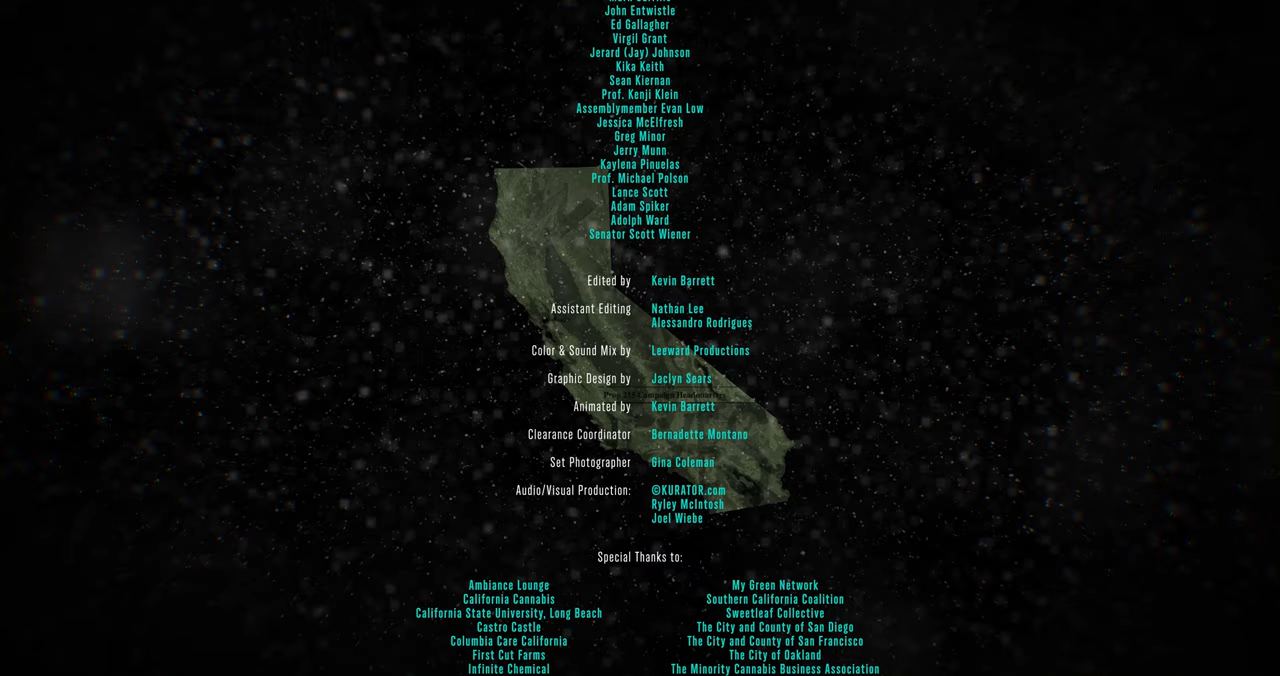 John Entwistle
Ed Gallagher
Virgil Grant
Jerard (Jay) Johnson
Kika Keith
Sean Kiernan
Prof. Kenji Klein
Assemblymember Evan Low
Jessica McElfresh
Greg Minor
Jerry Munn
Kaylena Pinuelas
Prof. Michael Polson
Lance Scott
Adam Spiker
Adolph Ward
Senator Scott Wiener
Edited by Kevin Barrett
Assistant Editing Nathan Lee
Alessandro Rodrigues
Color & Sound Mix by Leeward Productions
Graphic Design by Jaclyn Sears
Campaign Headquarters
Animated by Kevin Barrett
Clearance Coordinator Bernadette Montano
Set Photographer Gina Coleman
Audio/Visual Production: ©KURATOR.com
Ryley McIntosh
Joel Wiebe
Special Thanks to:
Ambiance Lounge My Green Network
California Cannabis Southern California Coalition
California State University, Long Beach Sweetleaf Collective
Castro Castle The City and County of San Diego
Columbia Care California The City and County of San Francisco
First Cut Farms The City of Oakland
Infinite Chemical The Minority Cannabis Business Association